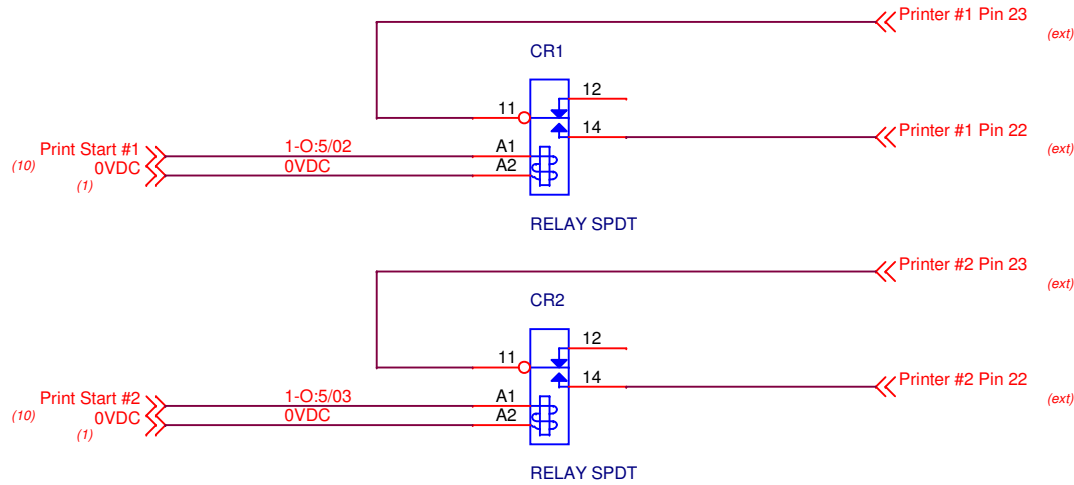 Printer #1 Pin 23
(ext)
CR1
12
11
14
Printer #1 Pin 22
(ext)
Print Start #1
1-O:5/02
A1
(10)
0VDC
0VDC
A2
(1)
RELAY SPDT
Printer #2 Pin 23
(ext)
CR2
12
11
14
Printer #2 Pin 22
(ext)
Print Start #2
1-O:5/03
A1
(10)
0VDC
0VDC
A2
(1)
RELAY SPDT